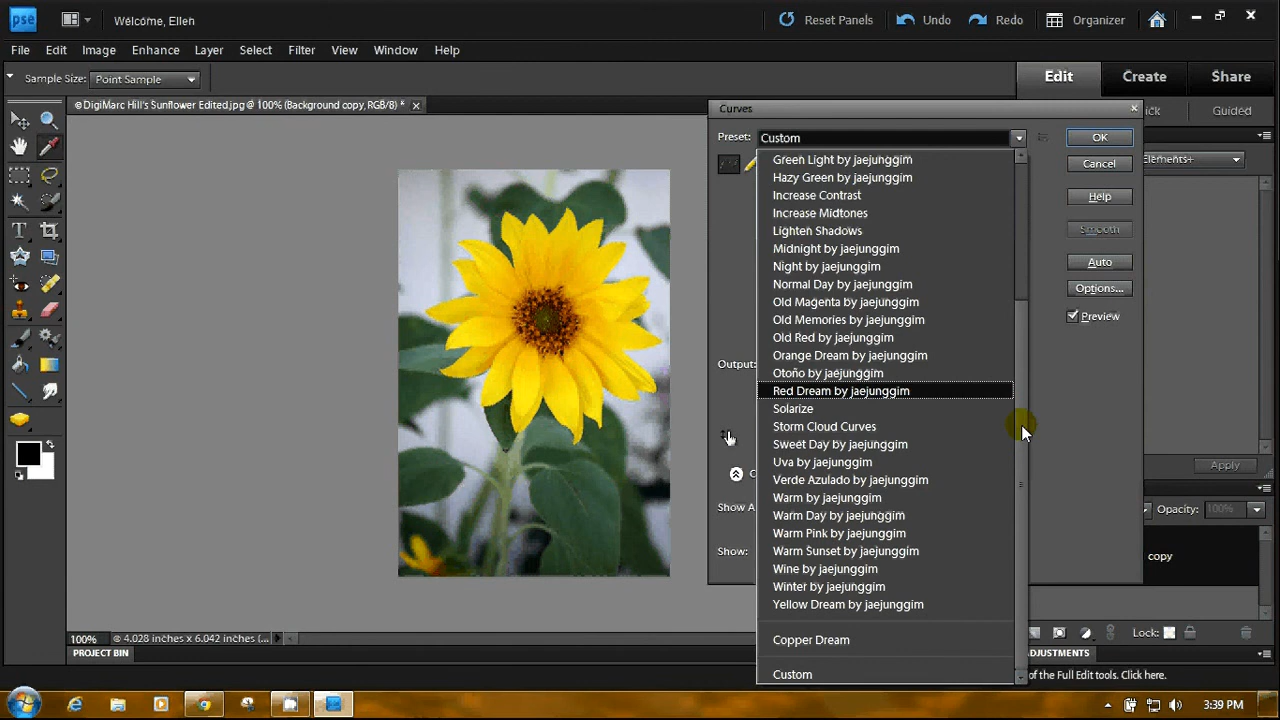 pse
Welcome, Ellen
Reset Panels
Undo
Redo
Organizer
File Edit Image Enhance Layer Select Filter View Window Help
Sample Size: Point Sample
Edit
Create
Share
©DigiMarc Hill's Sunflower Edited.jpg @ 100% (Background copy, RGB/8) *
Guided
Curves
Preset: Custom
OK
Cancel
Help
Smooth
Auto
Options...
Preview
Green Light by jaejunggim
Hazy Green by jaejunggim
Increase Contrast
Increase Midtones
Lighten Shadows
Midnight by jaejunggim
Night by jaejunggim
Normal Day by jaejunggim
Old Magenta by jaejunggim
Old Memories by jaejunggim
Old Red by jaejunggim
Orange Dream by jaejunggim
Otoño by jaejunggim
Red Dream by jaejunggim
Solarize
Storm Cloud Curves
Sweet Day by jaejunggim
Uva by jaejunggim
Verde Azulado by jaejunggim
Warm by jaejunggim
Warm Day by jaejunggim
Warm Pink by jaejunggim
Warm Sunset by jaejunggim
Wine by jaejunggim
Winter by jaejunggim
Yellow Dream by jaejunggim
Copper Dream
Custom
Output:
Show A
Show:
Elements+
Apply
Opacity: 100%
copy
Lock:
100%
© 4.028 inches x 6.042 inches (...
PROJECT BIN
ADJUSTMENTS
of the Full Edit tools. Click here.
3:39 PM